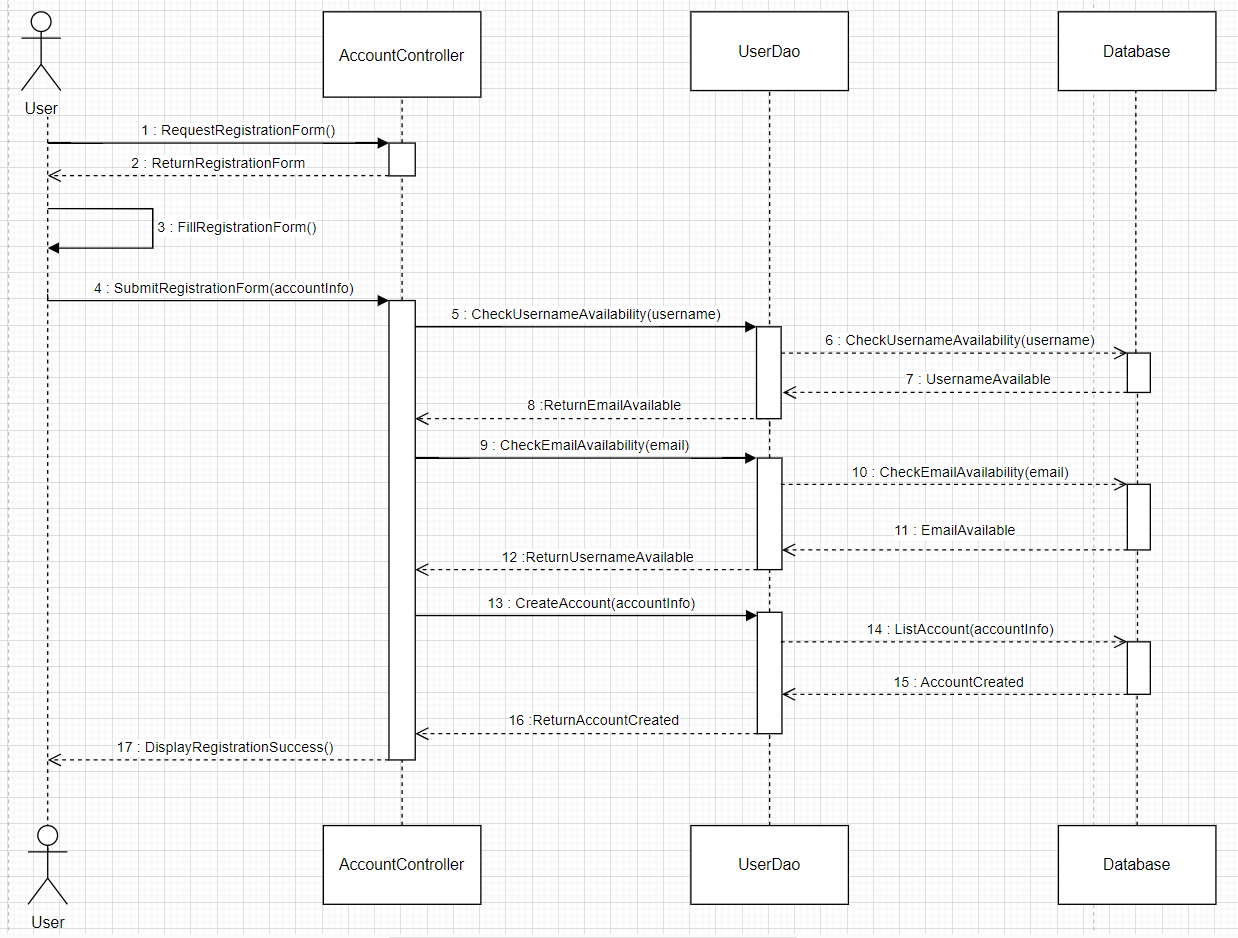 AccountController
UserDao
Database
User
1 : RequestRegistrationForm()
2 : ReturnRegistrationForm
3 : FillRegistrationForm()
4 : SubmitRegistrationForm(accountInfo)
5 : CheckUsernameAvailability(username)
6 : CheckUsernameAvailability(username)
7 : UsernameAvailable
8 :ReturnEmailAvailable
9 : CheckEmailAvailability(email)
10 : CheckEmailAvailability(email)
11 : EmailAvailable
12 :ReturnUsernameAvailable
13 : CreateAccount(accountInfo)
14 : ListAccount(accountInfo)
15 : AccountCreated
16 :ReturnAccountCreated
17 : DisplayRegistrationSuccess()
AccountController
UserDao
Database
User